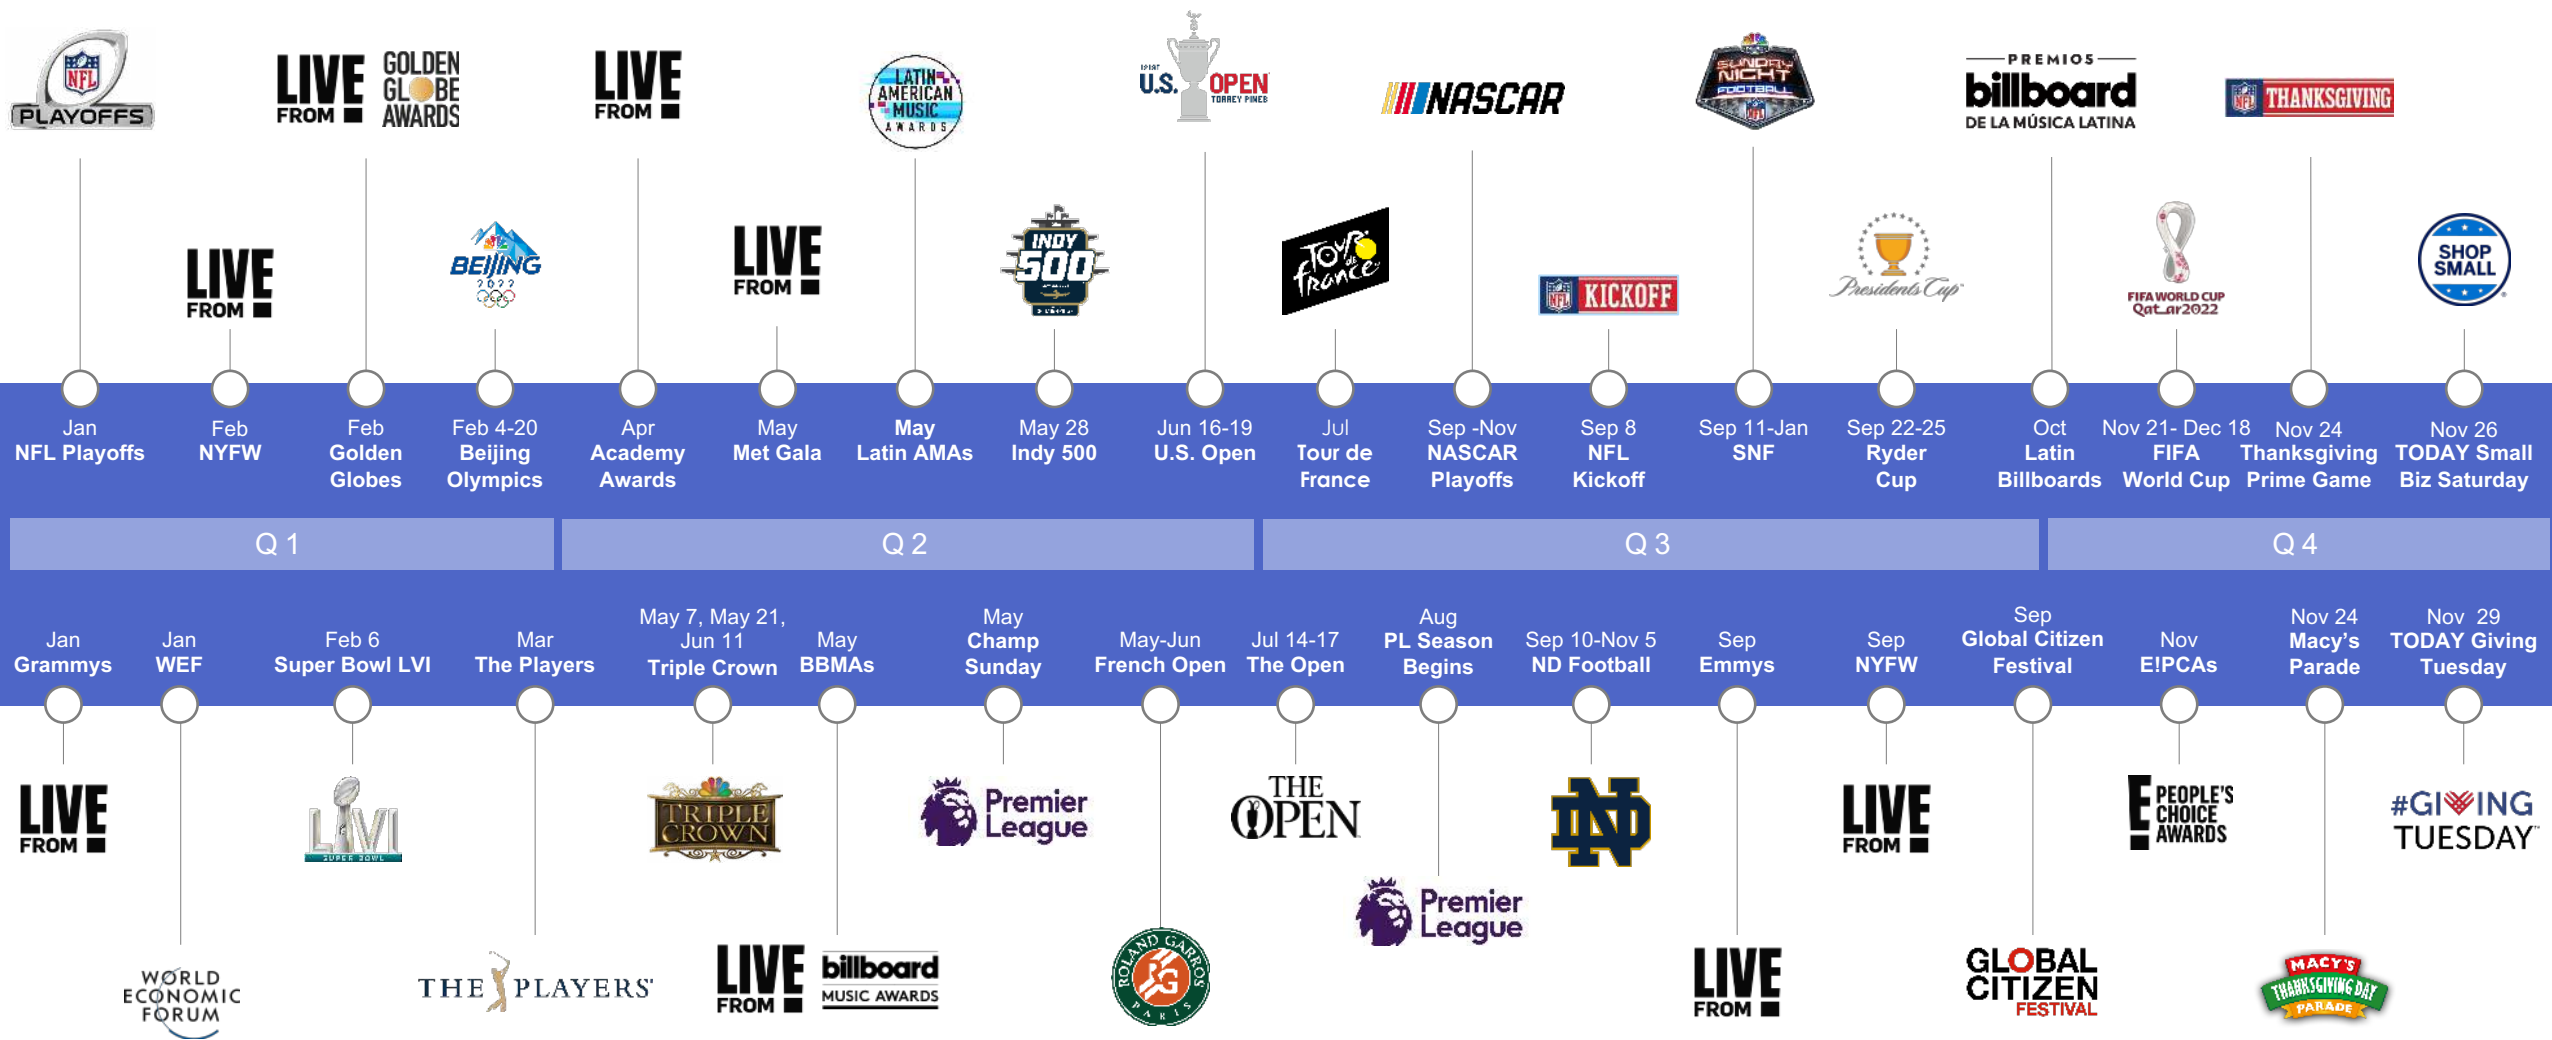 NFL
PLAYOFFS
LIVE
FROM
GOLDEN
GLOBE
AWARDS
LIVE
FROM
LATIN
AMERICAN
MUSIC
AWARDS
U.S. OPEN
TORREY PINES
NASCAR
SUNDAY
NIGHT
FOOTBALL
NFL
PREMIOS
billboard
DE LA MÚSICA LATINA
NFL THANKSGIVING
LIVE
FROM
BEIJING
2022
LIVE
FROM
INDY
500
TOUR
de
france
NFL KICKOFF
Presidents Cup
FIFA WORLD CUP
Qatar2022
SHOP
SMALL
Jan
NFL Playoffs
Feb
NYFW
Feb
Golden
Globes
Feb 4-20
Beijing
Olympics
Apr
Academy
Awards
May
Met Gala
May
Latin AMAs
May 28
Indy 500
Jun 16-19
U.S. Open
Jul
Tour de
France
Sep -Nov
NASCAR
Playoffs
Sep 8
NFL
Kickoff
Sep 11-Jan
SNF
Sep 22-25
Ryder
Cup
Oct
Latin
Billboards
Nov 21- Dec 18
FIFA
World Cup
Nov 24
Thanksgiving
Prime Game
Nov 26
TODAY Small
Biz Saturday
Q 1
Q 2
Q 3
Q 4
Jan
Grammys
Jan
WEF
Feb 6
Super Bowl LVI
Mar
The Players
May 7, May 21,
Jun 11
Triple Crown
May
BBMAs
May
Champ
Sunday
May-Jun
French Open
Jul 14-17
The Open
Aug
PL Season
Begins
Sep 10-Nov 5
ND Football
Sep
Emmys
Sep
NYFW
Sep
Global Citizen
Festival
Nov
E!PCAs
Nov 24
Macy's
Parade
Nov  29
TODAY Giving
Tuesday
LIVE
FROM
LVI
SUPER BOWL
TRIPLE
CROWN
Premier
League
THE
OPEN
ND
LIVE
FROM
E! PEOPLE'S
CHOICE
AWARDS
#GIVING
TUESDAY™
Premier
League
WORLD
ECONOMIC
FORUM
THE PLAYERS
LIVE
FROM
billboard
MUSIC AWARDS
ROLAND GARROS
RG
PARIS
LIVE
FROM
GLOBAL
CITIZEN
FESTIVAL
MACY'S
THANKSGIVING DAY
PARADE